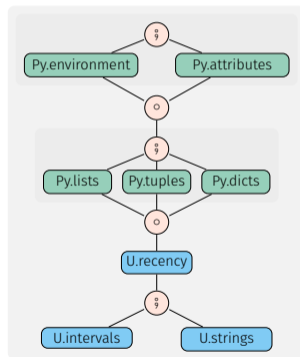 ⨟
Py.environment Py.attributes
∘
⨟
Py.lists Py.tuples Py.dicts
∘
U.recency
⨟
U.intervals U.strings